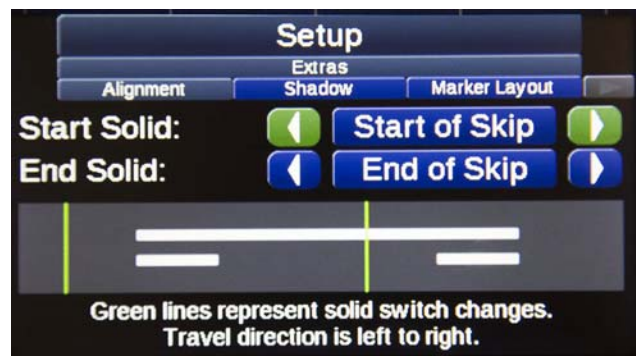 Setup
Extras
Alignment Shadow Marker Layout
Start Solid: Start of Skip
End Solid: End of Skip
Green lines represent solid switch changes.
Travel direction is left to right.